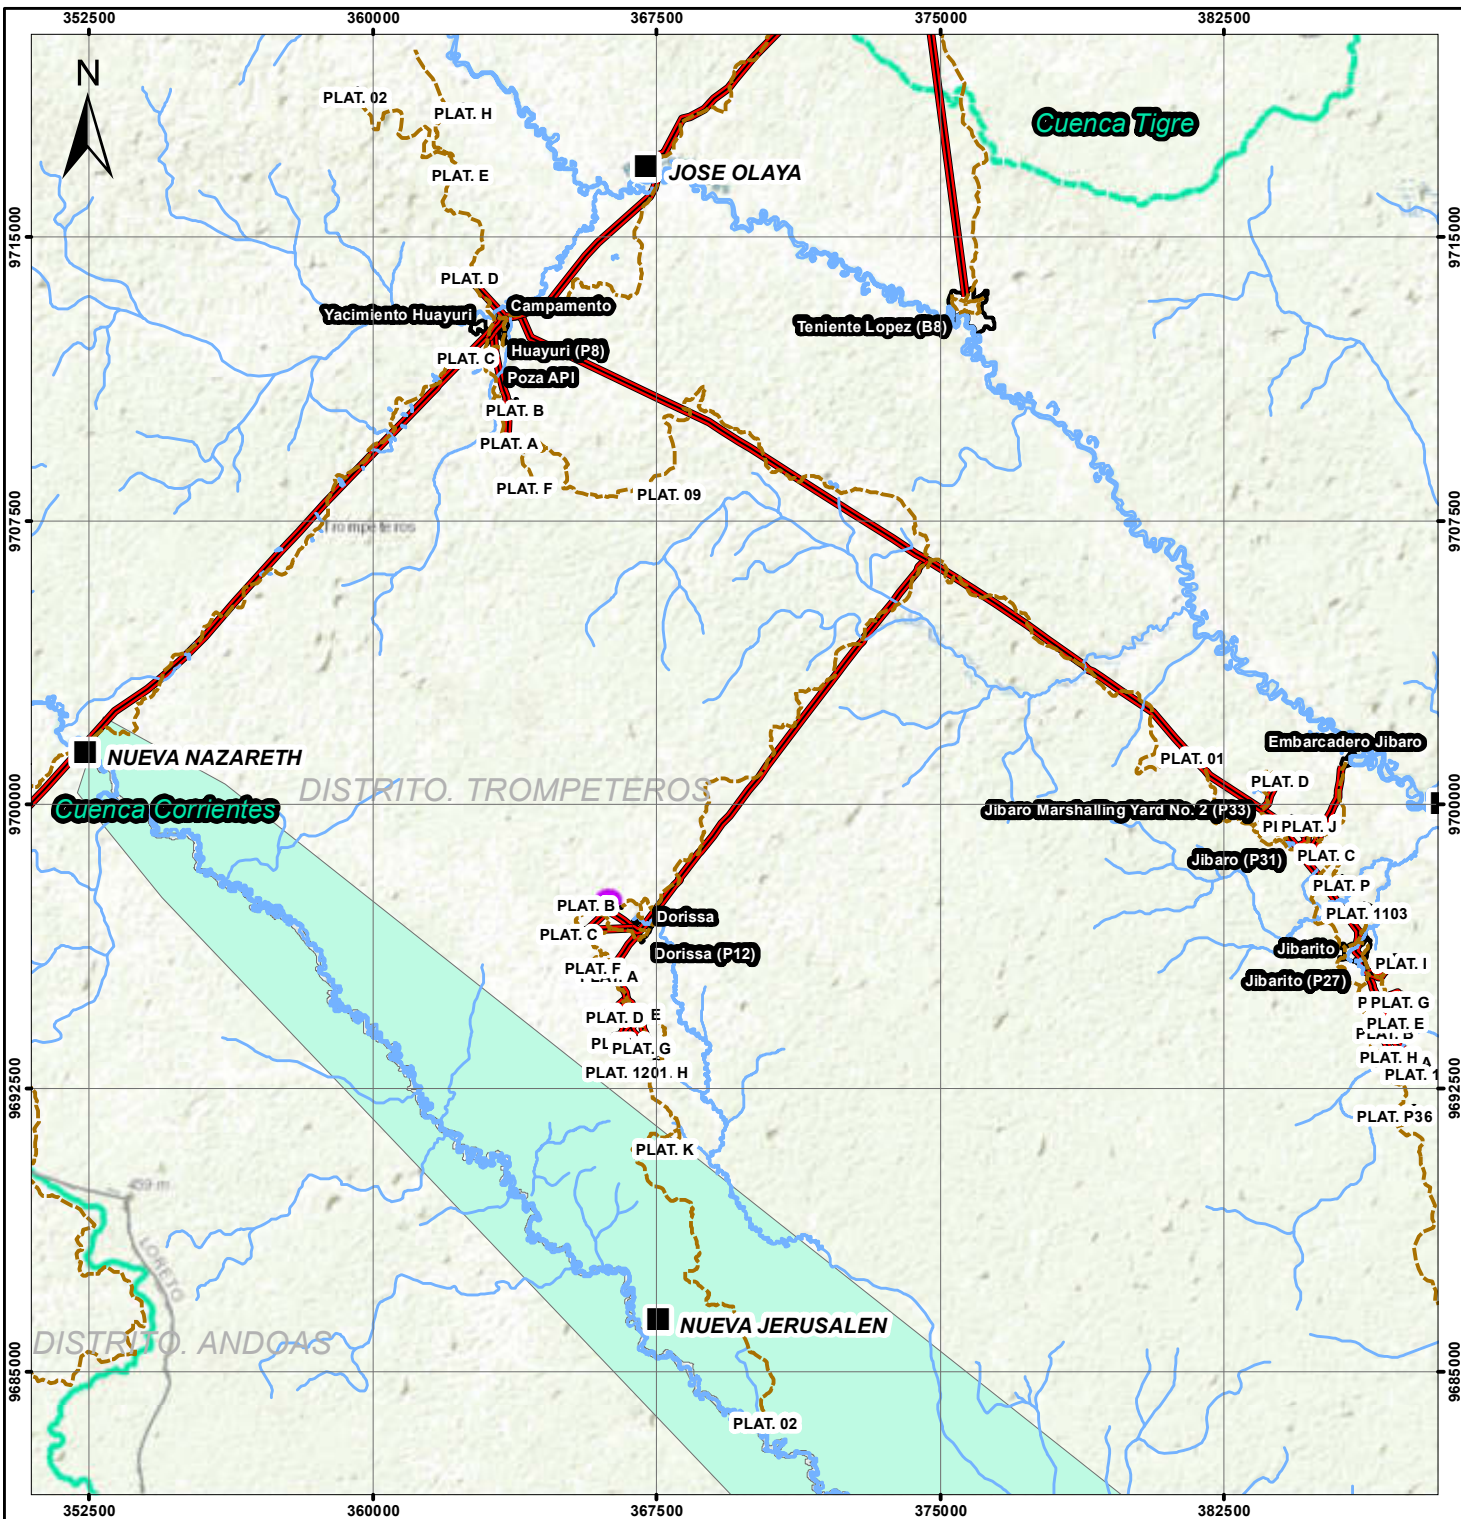 352500
360000
367500
375000
382500
N
PLAT. 02
PLAT. H
Cuenca Tigre
PLAT. E
JOSE OLAYA
9715000
9715000
PLAT. D
Campamento
Yacimiento Huayuri
Teniente Lopez (B8)
Huayuri (P8)
PLAT. C
Poza API
PLAT. B
PLAT. A
PLAT. F
PLAT. 09
9707500
9707500
Trompeteros
Embarcadero Jibaro
NUEVA NAZARETH
PLAT. 01
DISTRITO. TROMPETEROS
PLAT. D
Cuenca Corrientes
Jibaro Marshalling Yard No. 2 (P33)
9700000
9700000
PLAT. J
PLAT. C
Jibaro (P31)
PLAT. P
PLAT. B
Dorissa
PLAT. 1103
PLAT. C
Dorissa (P12)
Jibarito
PLAT. I
PLAT. F
A
Jibarito (P27)
PLAT. G
PLAT. D
E
PLAT. E
PLAT. G
PLAT. H
A
PLAT. 1201. H
PLAT. 1
9692500
9692500
PLAT. P36
PLAT. K
459 m
LORETO
NUEVA JERUSALEN
DISTRITO. ANDOAS
9685000
9685000
PLAT. 02
352500
360000
367500
375000
382500